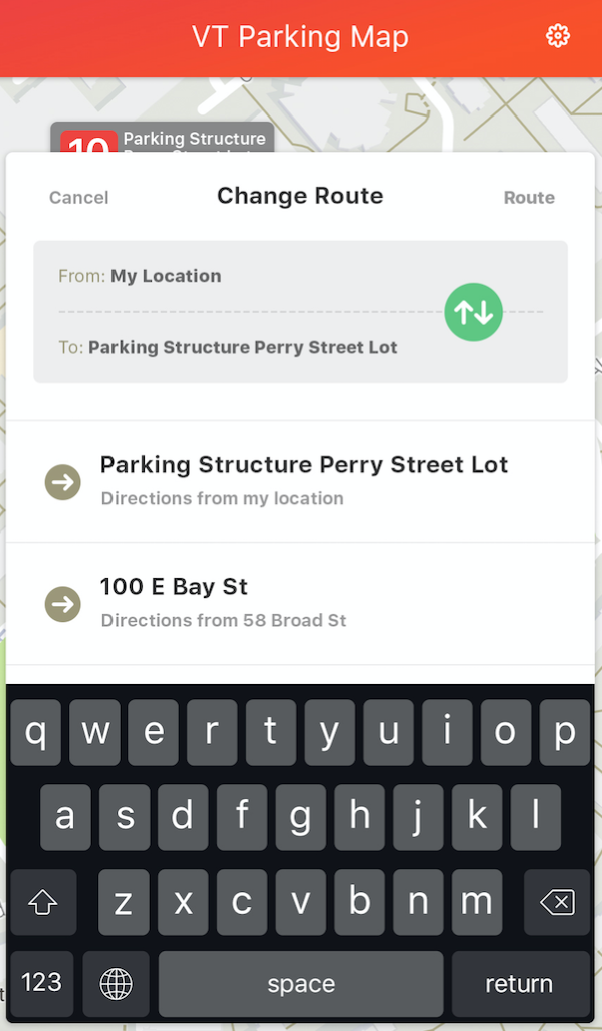 VT Parking Map
10 Parking Structure
Cancel
Change Route
Route
From: My Location
To: Parking Structure Perry Street Lot
Parking Structure Perry Street Lot
Directions from my location
100 E Bay St
Directions from 58 Broad St
q w e r t y u i o p
a s d f g h j k l
z x c v b n m
123
space
return